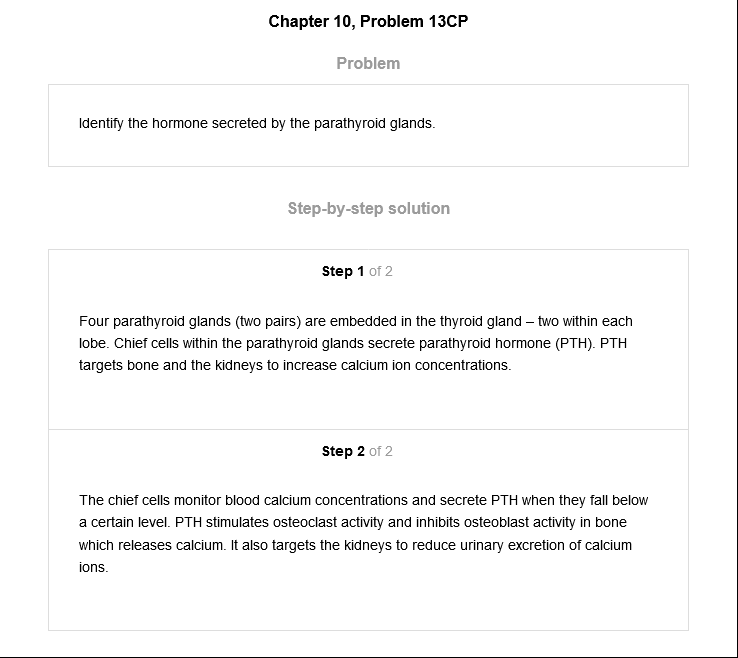 Chapter 10, Problem 13CP
Problem
Identify the hormone secreted by the parathyroid glands.
Step-by-step solution
Step 1 of 2
Four parathyroid glands (two pairs) are embedded in the thyroid gland – two within each
lobe. Chief cells within the parathyroid glands secrete parathyroid hormone (PTH). PTH
targets bone and the kidneys to increase calcium ion concentrations.
Step 2 of 2
The chief cells monitor blood calcium concentrations and secrete PTH when they fall below
a certain level. PTH stimulates osteoclast activity and inhibits osteoblast activity in bone
which releases calcium. It also targets the kidneys to reduce urinary excretion of calcium
ions.